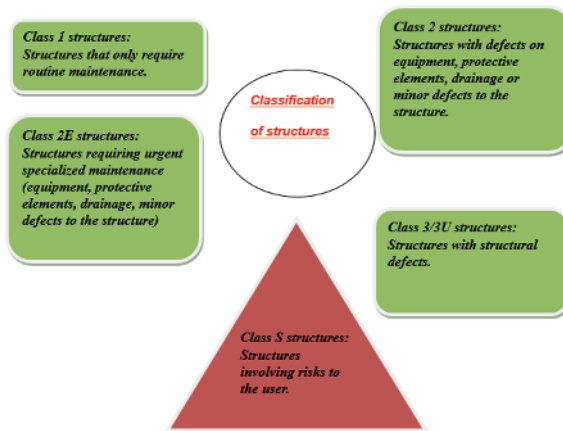 Class 1 structures:
Structures that only require
routine maintenance.
Class 2 structures:
Structures with defects on
equipment, protective
elements, drainage or
minor defects to the
structure.
Classification
of structures
Class 2E structures:
Structures requiring urgent
specialized maintenance
(equipment, protective
elements, drainage, minor
defects to the structure)
Class 3/3U structures:
Structures with structural
defects.
Class S structures:
Structures
involving risks to
the user.